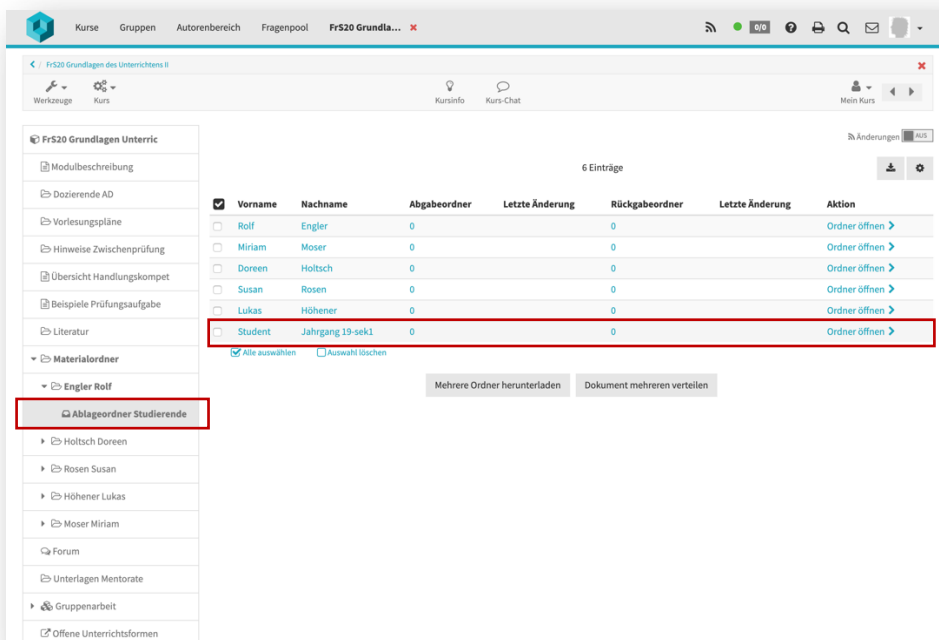 Kurse Gruppen Autorenbereich Fragenpool FrS20 Grundla... 0/0
FrS20 Grundlagen des Unterrichtens II
Werkzeuge Kurs Kursinfo Kurs-Chat Mein Kurs
FrS20 Grundlagen Unterric
Modulbeschreibung
Dozierende AD
Vorlesungspläne
Hinweise Zwischenprüfung
Übersicht Handlungskompet
Beispiele Prüfungsaufgabe
Literatur
Materialordner
Engler Rolf
Ablageordner Studierende
Holtsch Doreen
Rosen Susan
Höhener Lukas
Moser Miriam
Forum
Unterlagen Mentorate
Gruppenarbeit
Offene Unterrichtsformen
Änderungen AUS
6 Einträge
Vorname Nachname Abgabeordner Letzte Änderung Rückgabeordner Letzte Änderung Aktion
Rolf Engler 0 0 Ordner öffnen
Miriam Moser 0 0 Ordner öffnen
Doreen Holtsch 0 0 Ordner öffnen
Susan Rosen 0 0 Ordner öffnen
Lukas Höhener 0 0 Ordner öffnen
Student Jahrgang 19-sek1 0 0 Ordner öffnen
Alle auswählen Auswahl löschen
Mehrere Ordner herunterladen Dokument mehreren verteilen